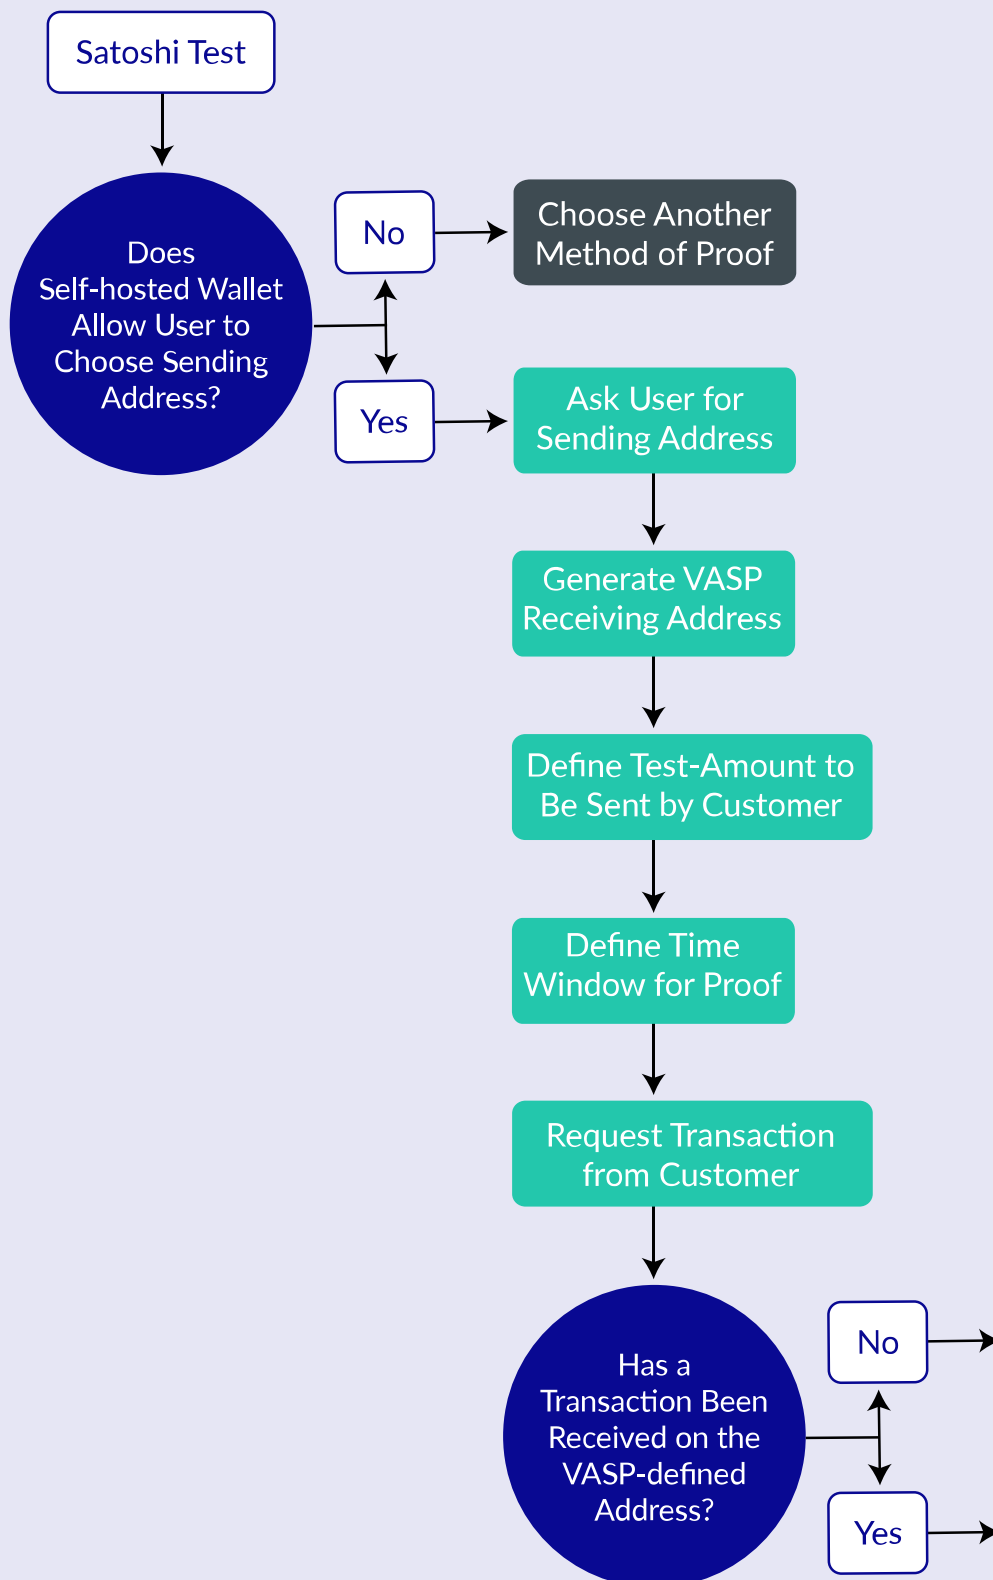 Satoshi Test
Does
Self-hosted Wallet
Allow User to
Choose Sending
Address?
No
Choose Another
Method of Proof
Yes
Ask User for
Sending Address
Generate VASP
Receiving Address
Define Test-Amount to
Be Sent by Customer
Define Time
Window for Proof
Request Transaction
from Customer
Has a
Transaction Been
Received on the
VASP-defined
Address?
No
Yes